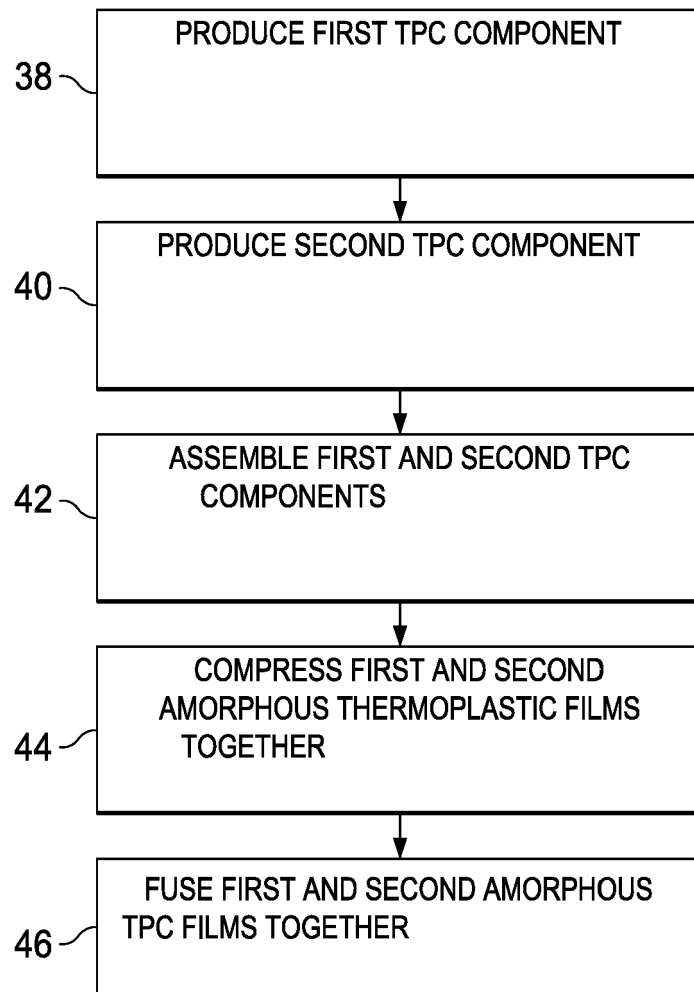 PRODUCE FIRST TPC COMPONENT
38
PRODUCE SECOND TPC COMPONENT
40
ASSEMBLE FIRST AND SECOND TPC
COMPONENTS
42
COMPRESS FIRST AND SECOND
AMORPHOUS THERMOPLASTIC FILMS
TOGETHER
44
FUSE FIRST AND SECOND AMORPHOUS
TPC FILMS TOGETHER
46